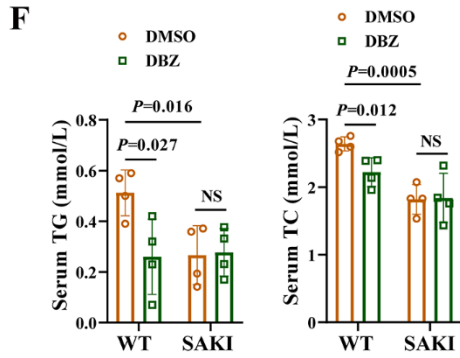 F
DMSO
DBZ
P=0.016
P=0.027
NS
Serum TG (mmol/L)
0.8
0.6
0.4
0.2
0.0
WT SAKI
DMSO
DBZ
P=0.0005
P=0.012
NS
Serum TC (mmol/L)
3
2
1
0
WT SAKI